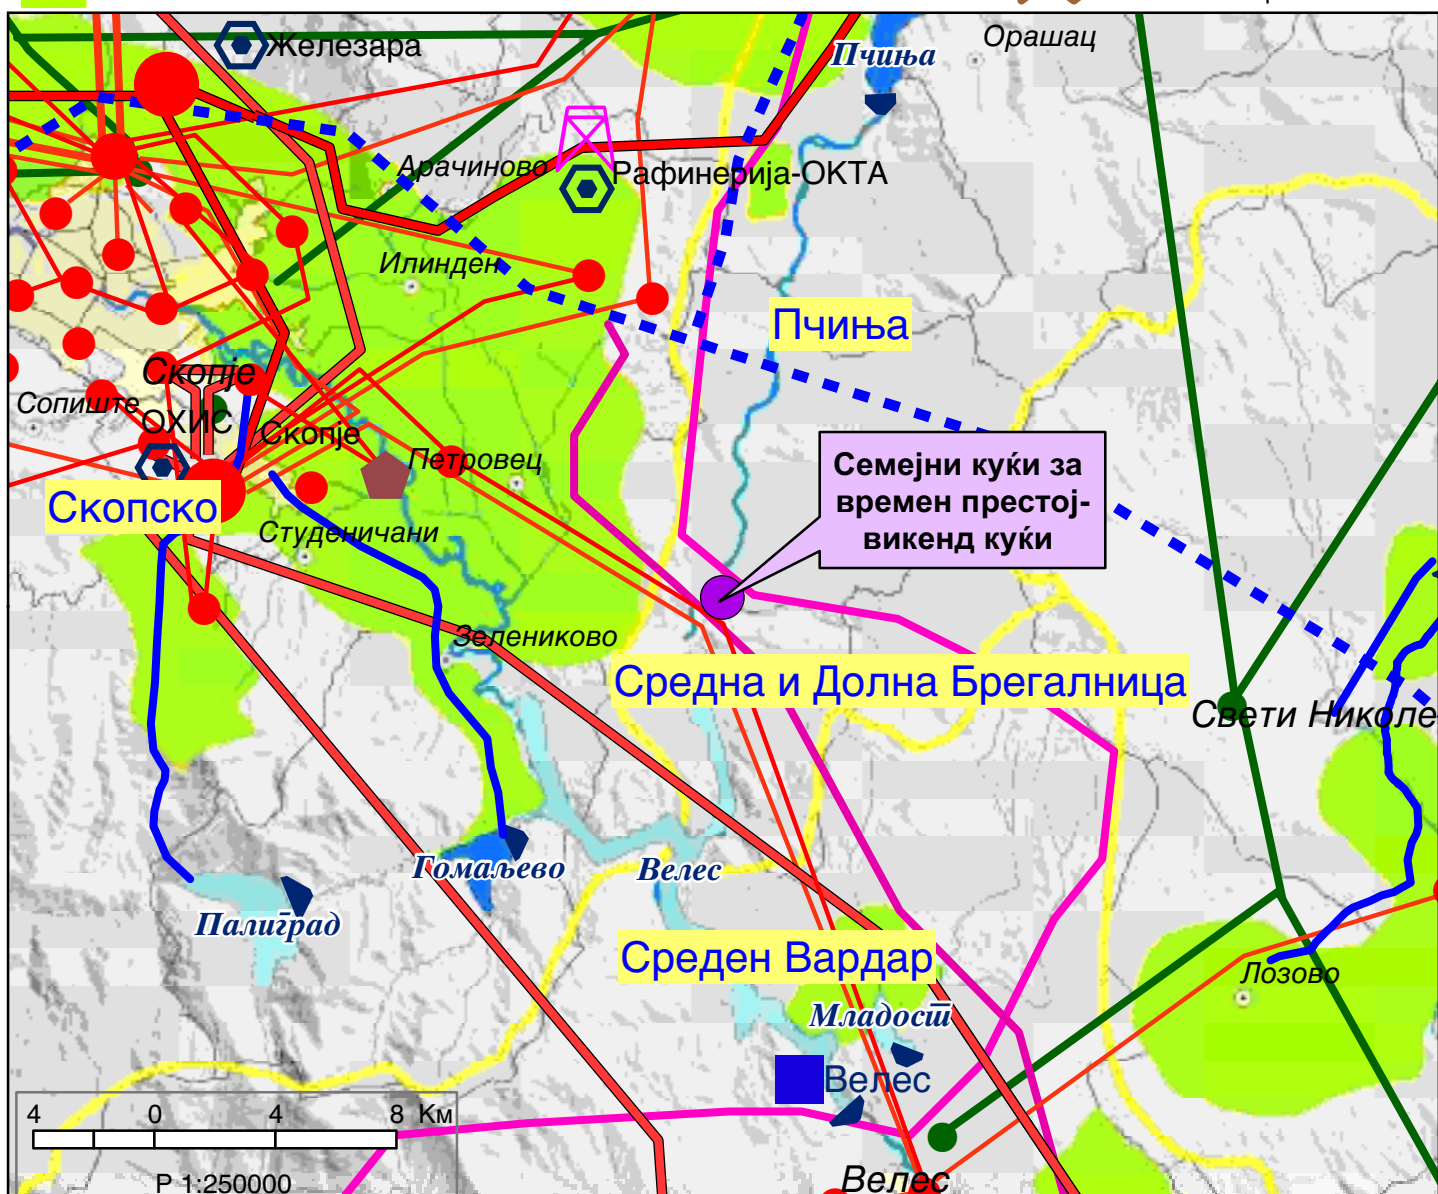 Орашац
Железара
Пчиња
Арачиново
Рафинерија-ОКТА
Илинден
Пчиња
Скопје
Сопиште
ОХИС
Скопје
Петровец
Семејни куќи за
времен престој-
викенд куќи
Скопско
Студеничани
Зелениково
Средна и Долна Брегалница
Свети Николе
Гомаљево
Велес
Палиград
Среден Вардар
Лозово
Младост
Велес
4 0 4 8 Км
Р 1:250000
Велес